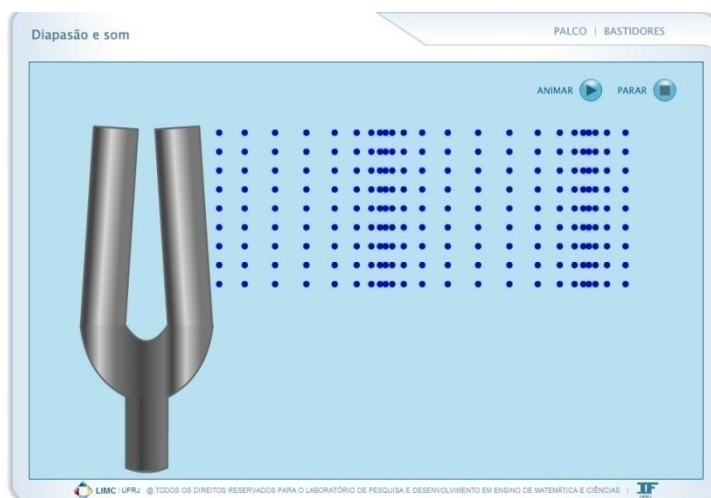 Diapasão e som
PALCO | BASTIDORES
ANIMAR PARAR
LIMC | UFRJ @ TODOS OS DIREITOS RESERVADOS PARA O LABORATÓRIO DE PESQUISA E DESENVOLVIMENTO EM ENSINO DE MATEMÁTICA E CIÊNCIAS | IF